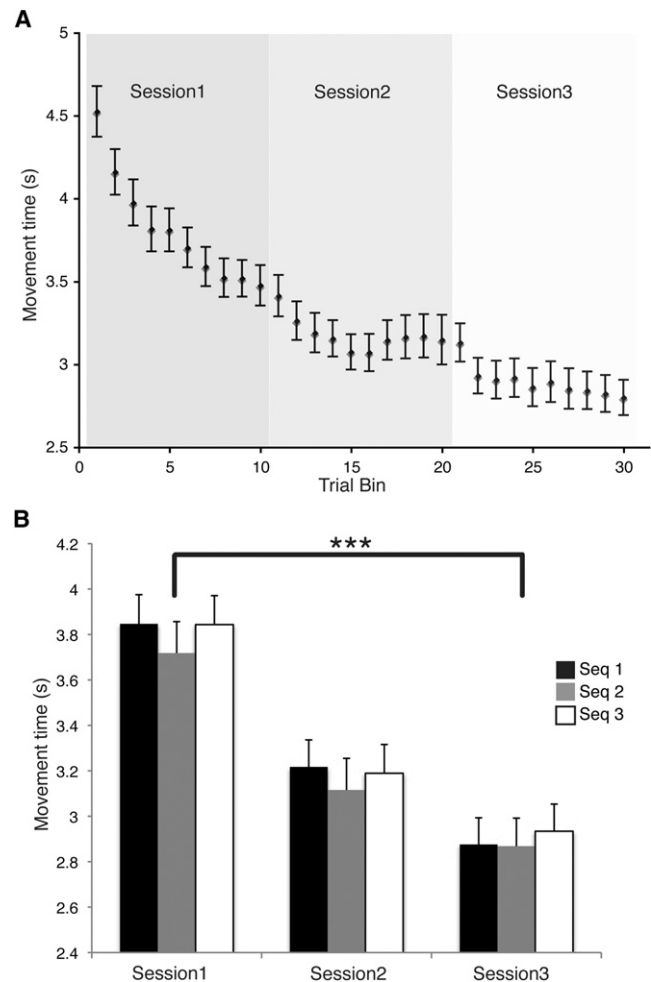 A
5
4.5
4
3.5
3
2.5
Movement time (s)
Session1 Session2 Session3
0 5 10 15 20 25 30
Trial Bin
B
4.2
4
3.8
3.6
3.4
3.2
3
2.8
2.6
2.4
Movement time (s)
***
Seq 1
Seq 2
Seq 3
Session1 Session2 Session3